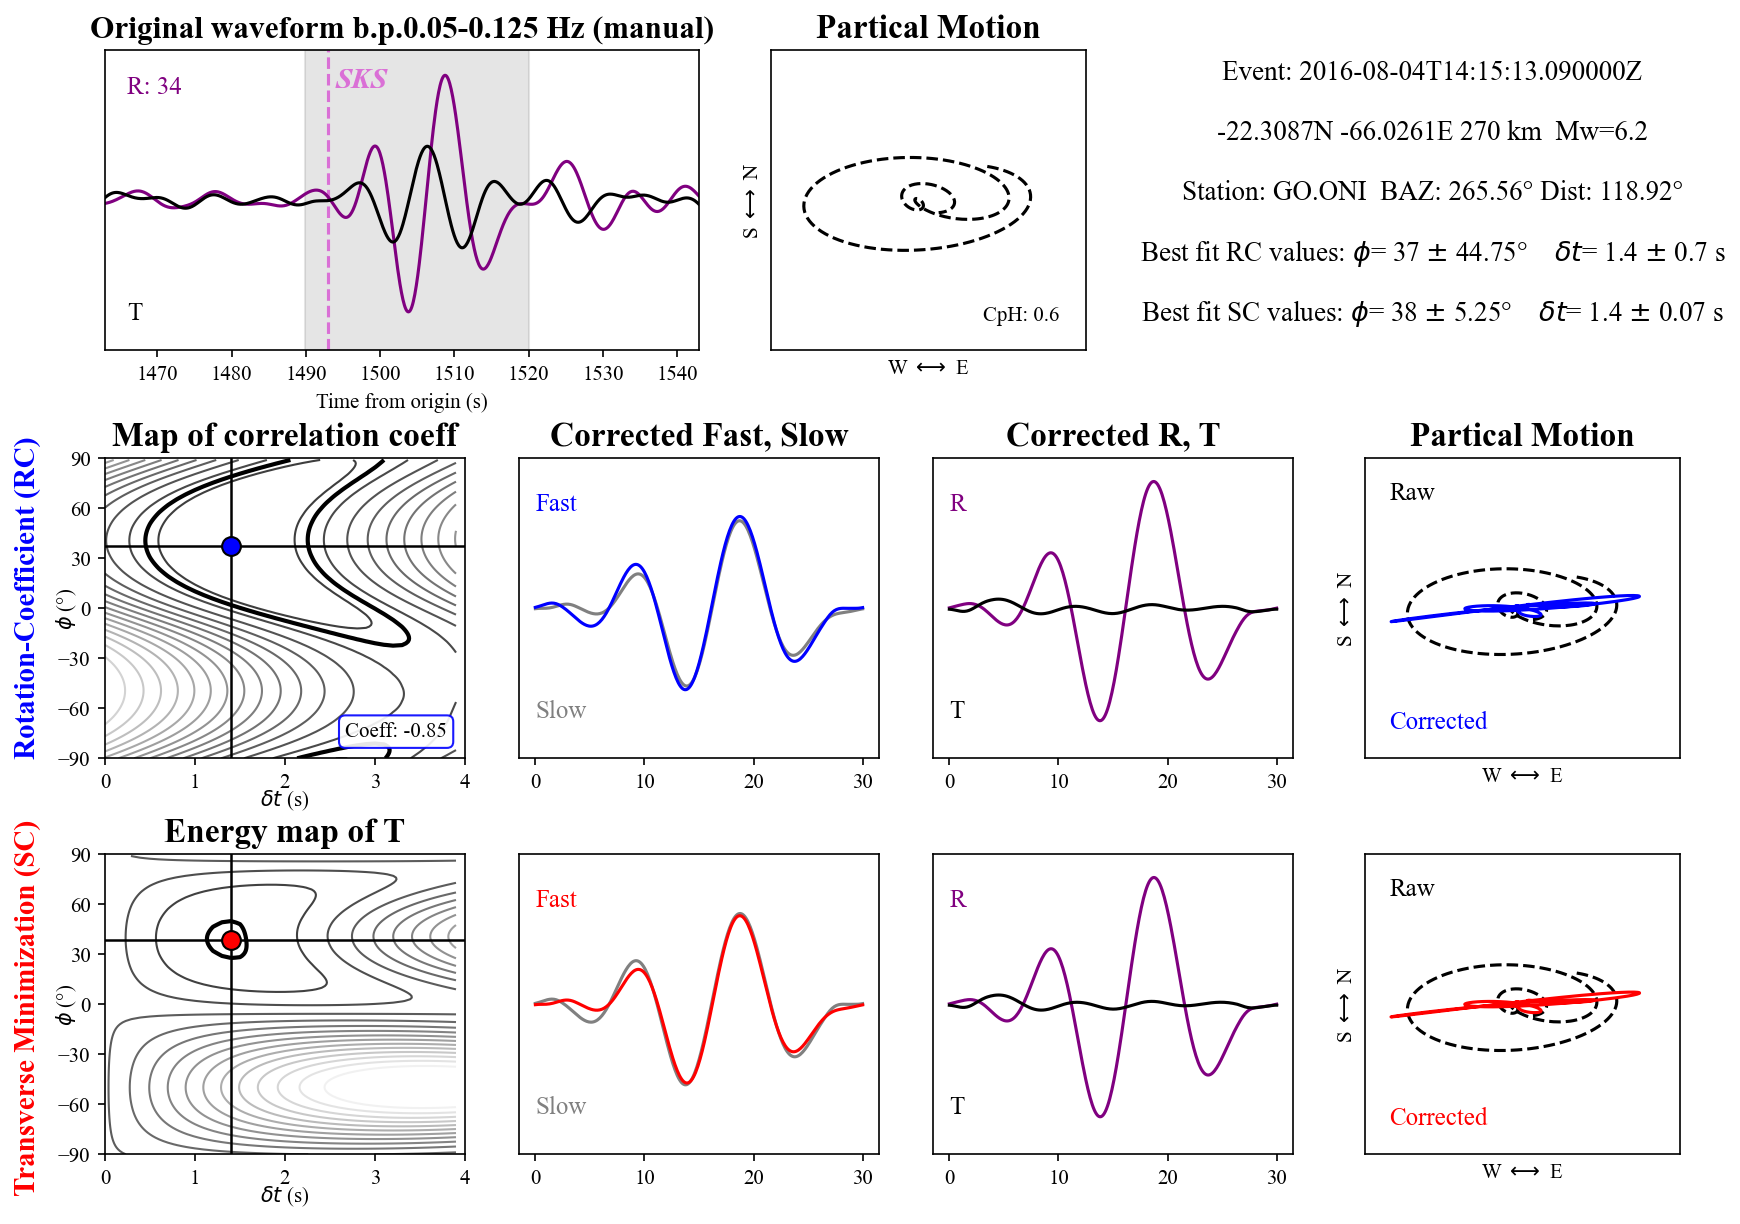 Original waveform b.p.0.05-0.125 Hz (manual)
R: 34
SKS
T
1470 1480 1490 1500 1510 1520 1530 1540
Time from origin (s)
Partical Motion
S ⟷ N
CpH: 0.6
W ⟷ E
Event: 2016-08-04T14:15:13.090000Z
-22.3087N -66.0261E 270 km Mw=6.2
Station: GO.ONI BAZ: 265.56° Dist: 118.92°
Best fit RC values: ϕ= 37 ± 44.75° δt= 1.4 ± 0.7 s
Best fit SC values: ϕ= 38 ± 5.25° δt= 1.4 ± 0.07 s
Rotation-Coefficient (RC)
Map of correlation coeff
90
60
30
0
−30
−60
−90
ϕ (°)
Coeff: -0.85
0 1 2 3 4
δt (s)
Corrected Fast, Slow
Fast
Slow
0 10 20 30
Corrected R, T
R
T
0 10 20 30
Partical Motion
Raw
S ⟷ N
Corrected
W ⟷ E
Transverse Minimization (SC)
Energy map of T
90
60
30
0
−30
−60
−90
ϕ (°)
0 1 2 3 4
δt (s)
Fast
Slow
0 10 20 30
R
T
0 10 20 30
Raw
S ⟷ N
Corrected
W ⟷ E